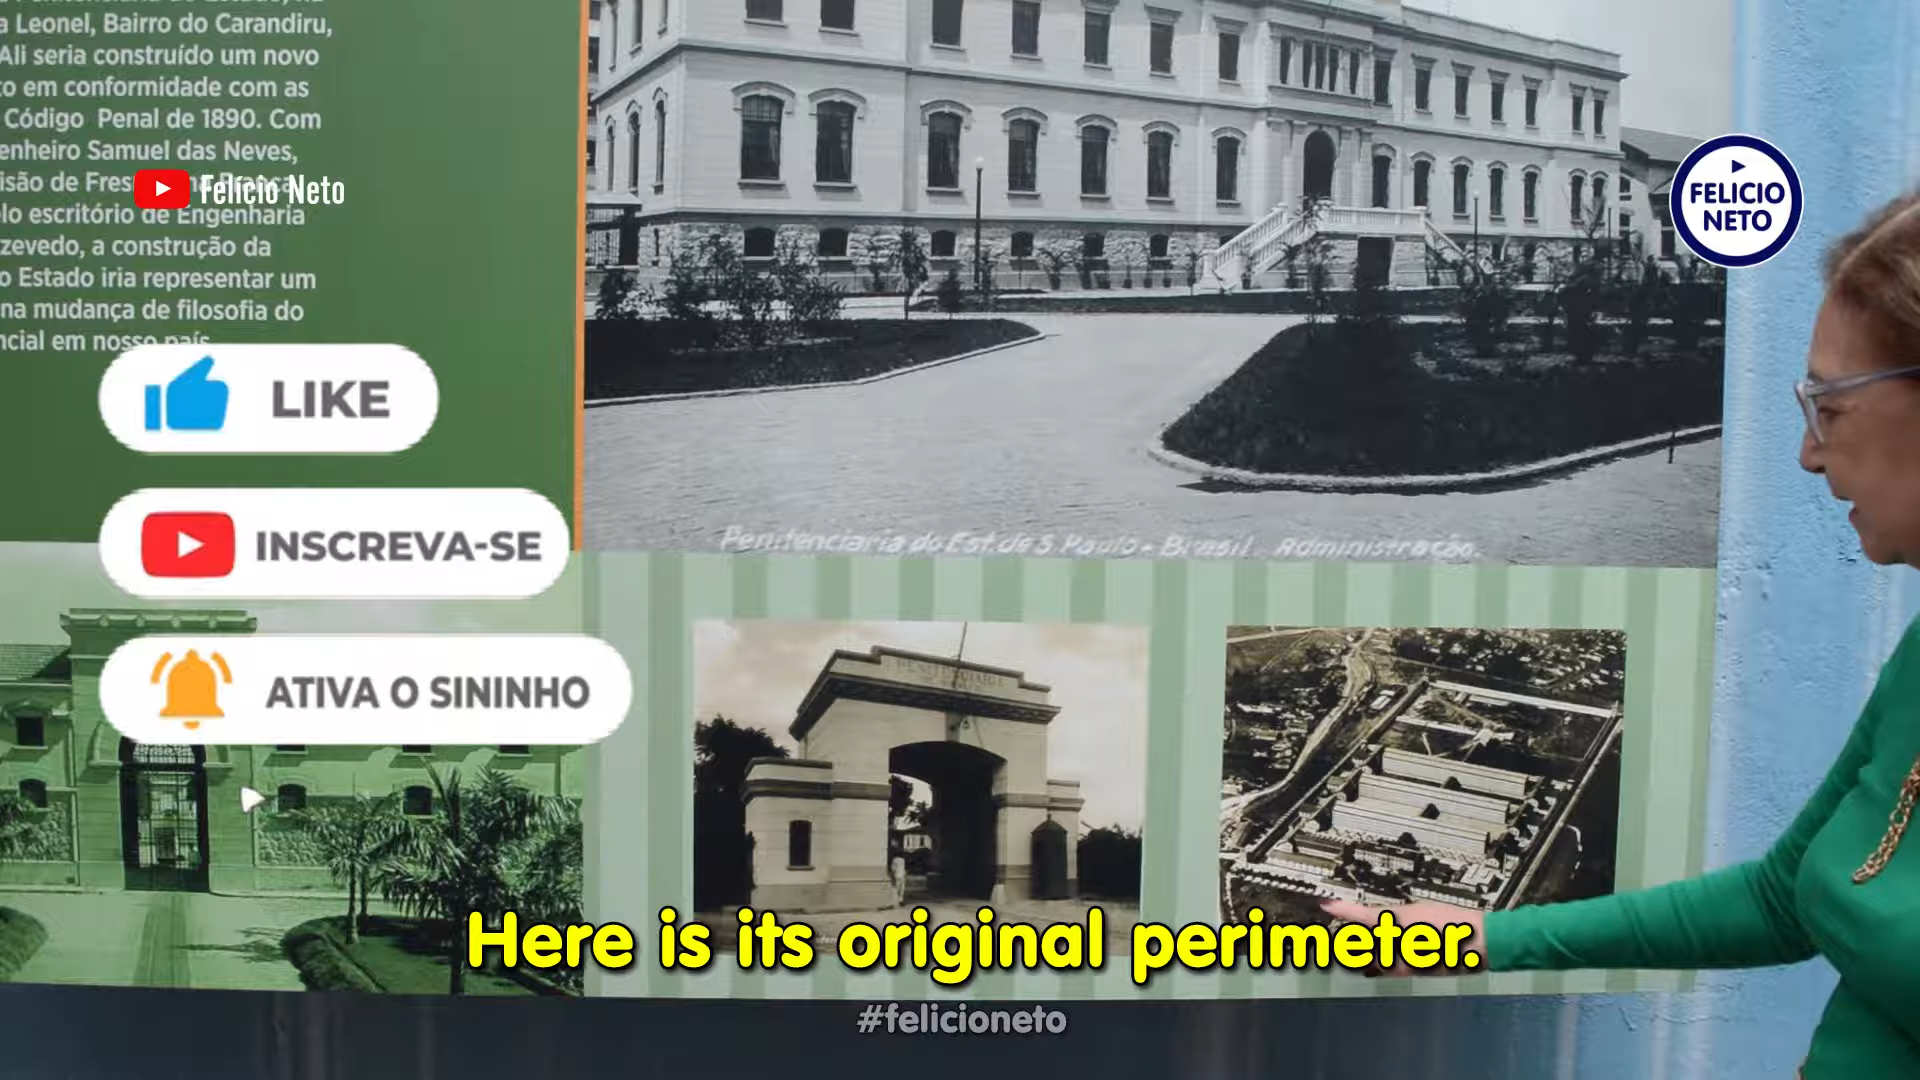 a Leonel, Bairro do Carandiru,
Ali seria construído um novo
to em conformidade com as
Código Penal de 1890. Com
enheiro Samuel das Neves,
isão de
lo escritório de Engenharia
zevedo, a construção da
o Estado iria representar um
na mudança de filosofia do
ncial em nosso país
Felício Neto
FELICIO
NETO
LIKE
INSCREVA-SE
ATIVA O SININHO
Penitenciaria do Est. de S. Paulo - Brasil. Administração.
PENITENCIARIA
Here is its original perimeter.
#felicioneto